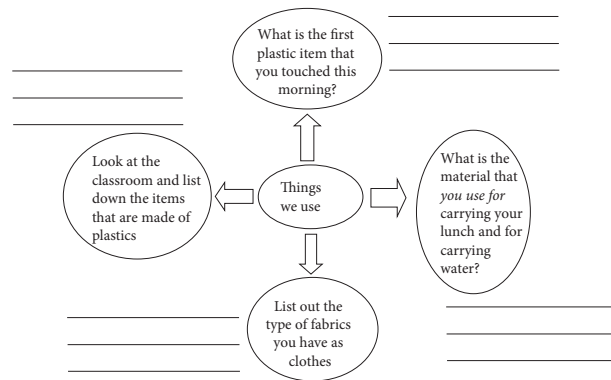 What is the first
plastic item that
you touched this
morning?
Look at the
classroom and list
down the items
that are made of
plastics
Things
we use
What is the
material that
you use for
carrying your
lunch and for
carrying
water?
List out the
type of fabrics
you have as
clothes